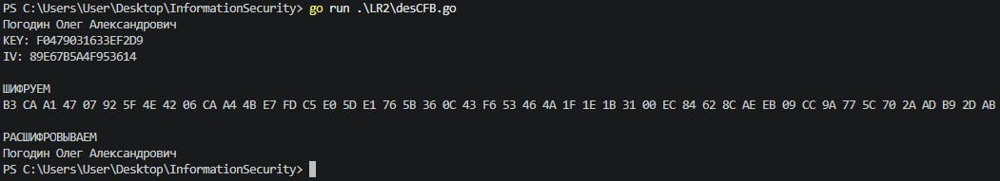 PS C:\Users\User\Desktop\InformationSecurity> go run .\LR2\desCFB.go
Погодин Олег Александрович
KEY: F0479031633EF2D9
IV: 89E67B5A4F953614
ШИФРУЕМ
B3 CA A1 47 07 92 5F 4E 42 06 CA A4 4B E7 FD C5 E0 5D E1 76 5B 36 0C 43 F6 53 46 4A 1F 1E 1B 31 00 EC 84 62 8C AE EB 09 CC 9A 77 5C 70 2A AD B9 2D AB
РАСШИФРОВЫВАЕМ
Погодин Олег Александрович
PS C:\Users\User\Desktop\InformationSecurity>